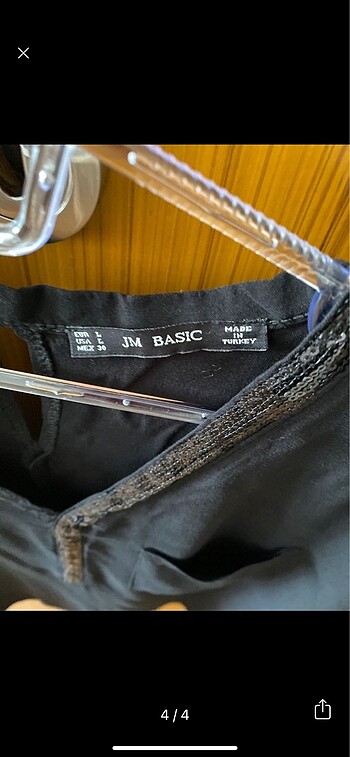 EUR L
USA L
MEX 30
JM BASIC
MADE
IN
TURKEY
4/4